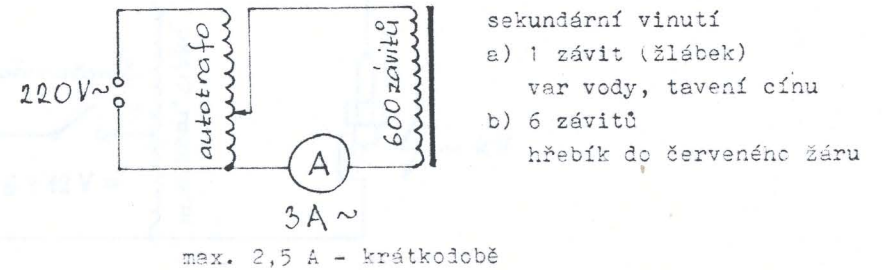 220V~
autotrafo
600 závitů
A
3A~
max. 2,5 A - krátkodobě
sekundární vinutí
a) 1 závit (žlábek)
var vody, tavení cínu
b) 6 závitů
hřebík do červeného žáru